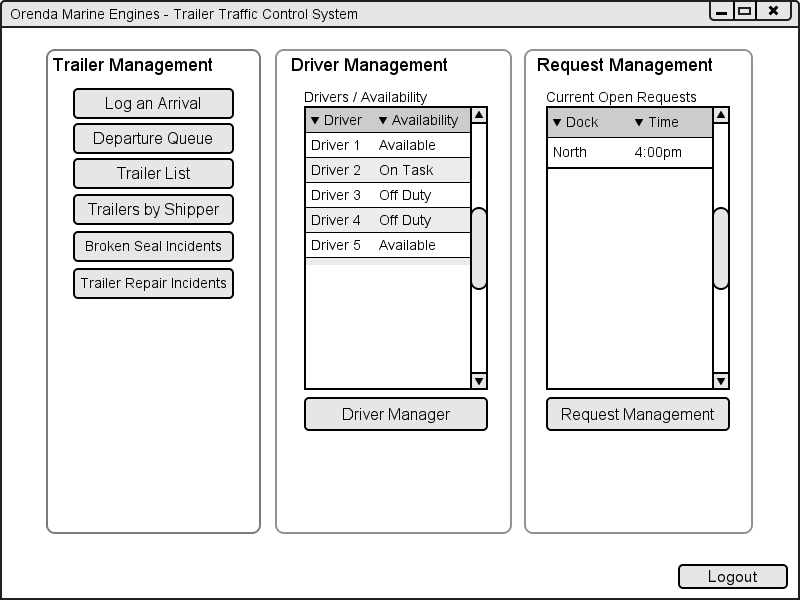 Orenda Marine Engines - Trailer Traffic Control System
Trailer Management
Log an Arrival
Departure Queue
Trailer List
Trailers by Shipper
Broken Seal Incidents
Trailer Repair Incidents
Driver Management
Drivers / Availability
Driver Availability
Driver 1 Available
Driver 2 On Task
Driver 3 Off Duty
Driver 4 Off Duty
Driver 5 Available
Driver Manager
Request Management
Current Open Requests
Dock Time
North 4:00pm
Request Management
Logout